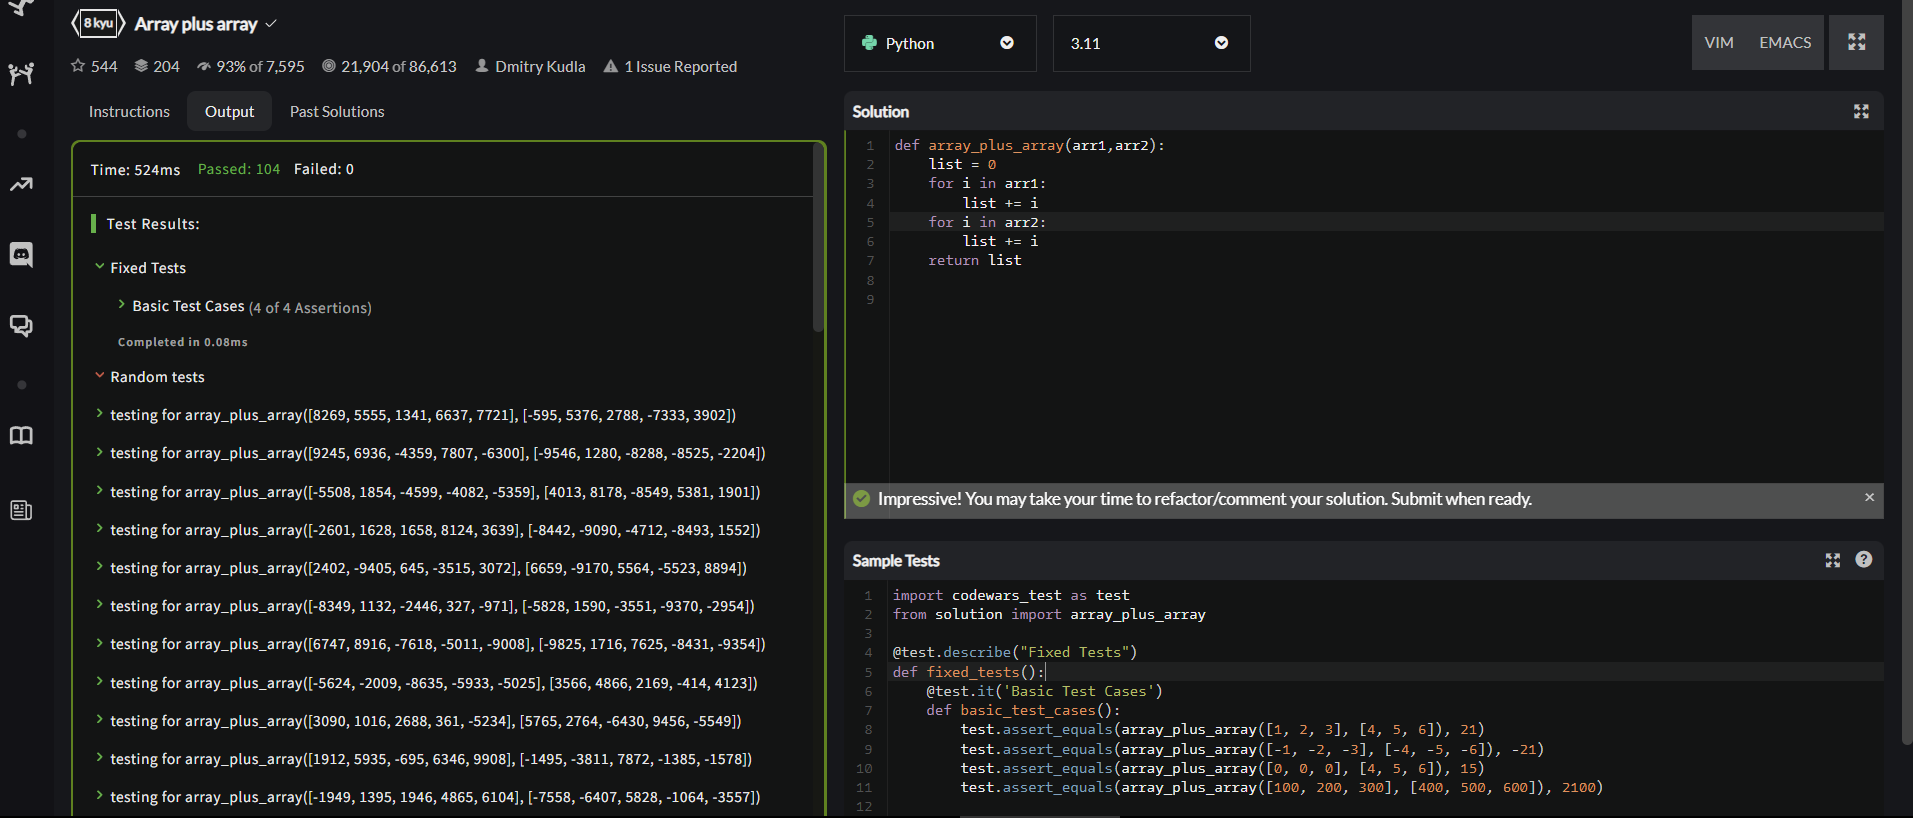 8 kyu Array plus array
544 204 93% of 7,595 21,904 of 86,613 Dmitry Kudla 1 Issue Reported
Instructions Output Past Solutions
Time: 524ms Passed: 104 Failed: 0
Test Results:
Fixed Tests
Basic Test Cases (4 of 4 Assertions)
Completed in 0.08ms
Random tests
testing for array_plus_array([8269, 5555, 1341, 6637, 7721], [-595, 5376, 2788, -7333, 3902])
testing for array_plus_array([9245, 6936, -4359, 7807, -6300], [-9546, 1280, -8288, -8525, -2204])
testing for array_plus_array([-5508, 1854, -4599, -4082, -5359], [4013, 8178, -8549, 5381, 1901])
testing for array_plus_array([-2601, 1628, 1658, 8124, 3639], [-8442, -9090, -4712, -8493, 1552])
testing for array_plus_array([2402, -9405, 645, -3515, 3072], [6659, -9170, 5564, -5523, 8894])
testing for array_plus_array([-8349, 1132, -2446, 327, -971], [-5828, 1590, -3551, -9370, -2954])
testing for array_plus_array([6747, 8916, -7618, -5011, -9008], [-9825, 1716, 7625, -8431, -9354])
testing for array_plus_array([-5624, -2009, -8635, -5933, -5025], [3566, 4866, 2169, -414, 4123])
testing for array_plus_array([3090, 1016, 2688, 361, -5234], [5765, 2764, -6430, 9456, -5549])
testing for array_plus_array([1912, 5935, -695, 6346, 9908], [-1495, -3811, 7872, -1385, -1578])
testing for array_plus_array([-1949, 1395, 1946, 4865, 6104], [-7558, -6407, 5828, -1064, -3557])
Python 3.11 VIM EMACS
Solution
1 def array_plus_array(arr1,arr2):
2     list = 0
3     for i in arr1:
4         list += i
5     for i in arr2:
6         list += i
7     return list
8
9
Impressive! You may take your time to refactor/comment your solution. Submit when ready. ×
Sample Tests ?
1 import codewars_test as test
2 from solution import array_plus_array
3
4 @test.describe("Fixed Tests")
5 def fixed_tests():
6     @test.it('Basic Test Cases')
7     def basic_test_cases():
8         test.assert_equals(array_plus_array([1, 2, 3], [4, 5, 6]), 21)
9         test.assert_equals(array_plus_array([-1, -2, -3], [-4, -5, -6]), -21)
10         test.assert_equals(array_plus_array([0, 0, 0], [4, 5, 6]), 15)
11         test.assert_equals(array_plus_array([100, 200, 300], [400, 500, 600]), 2100)
12